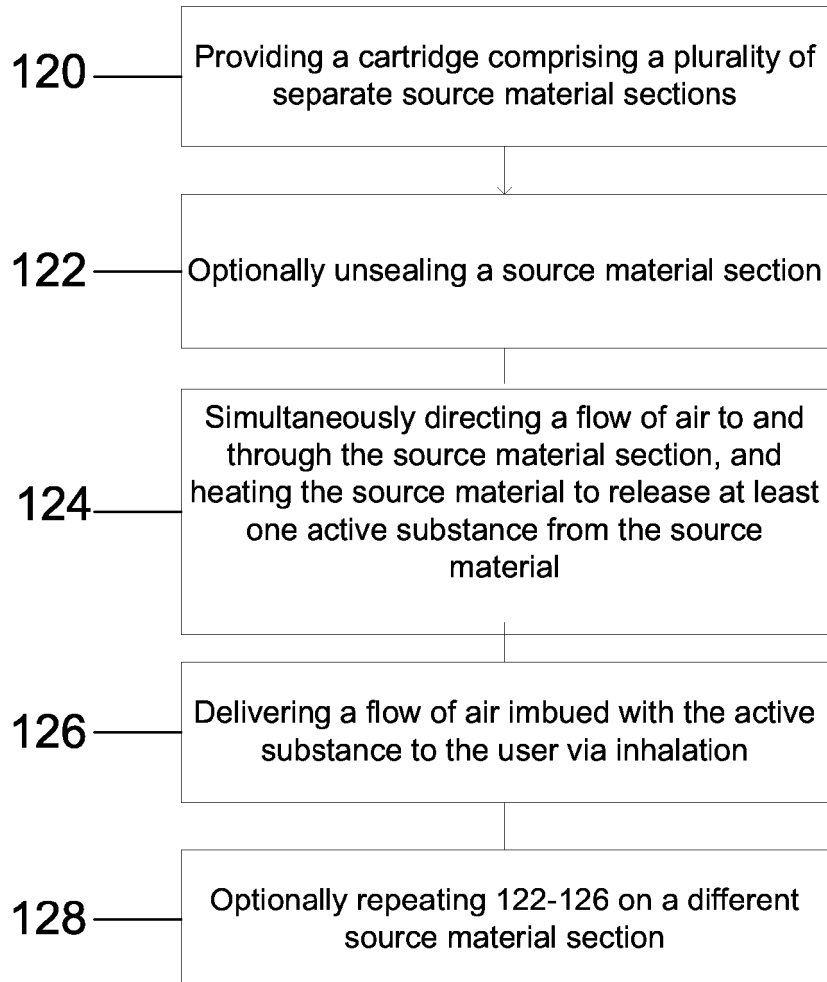 120
Providing a cartridge comprising a plurality of
separate source material sections
122
Optionally unsealing a source material section
124
Simultaneously directing a flow of air to and
through the source material section, and
heating the source material to release at least
one active substance from the source
material
126
Delivering a flow of air imbued with the active
substance to the user via inhalation
128
Optionally repeating 122-126 on a different
source material section